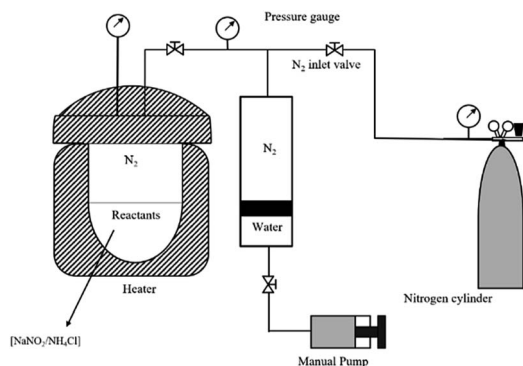 Pressure gauge
N₂ inlet valve
N₂
N₂
Reactants
Water
Heater
Nitrogen cylinder
[NaNO₂/NH₄Cl]
Manual Pump